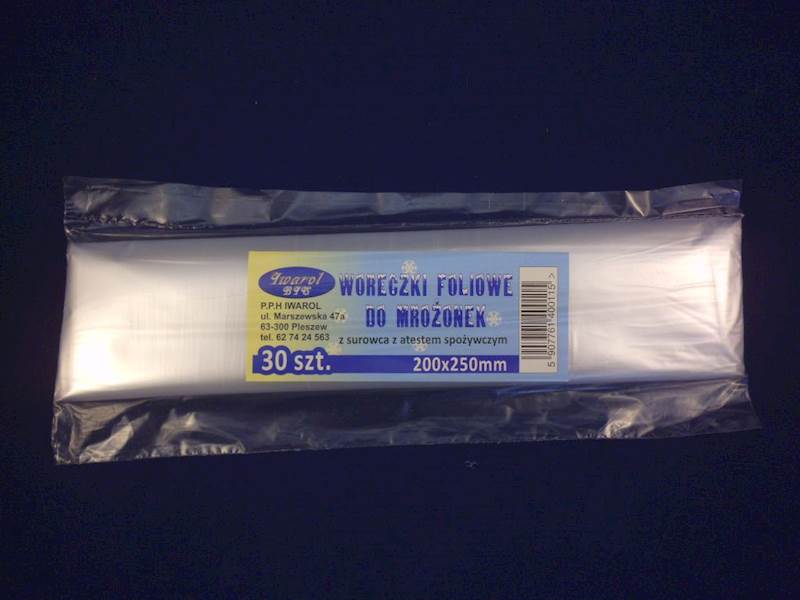 Iwarol
BIS
P.P.H IWAROL
ul. Marszewska 47a
63-300 Pleszew
tel. 62 74 24 563
30 szt.
WORECZKI FOLIOWE
DO MROŻONEK
z surowca z atestem spożywczym
200x250mm
5 907761 400115 >